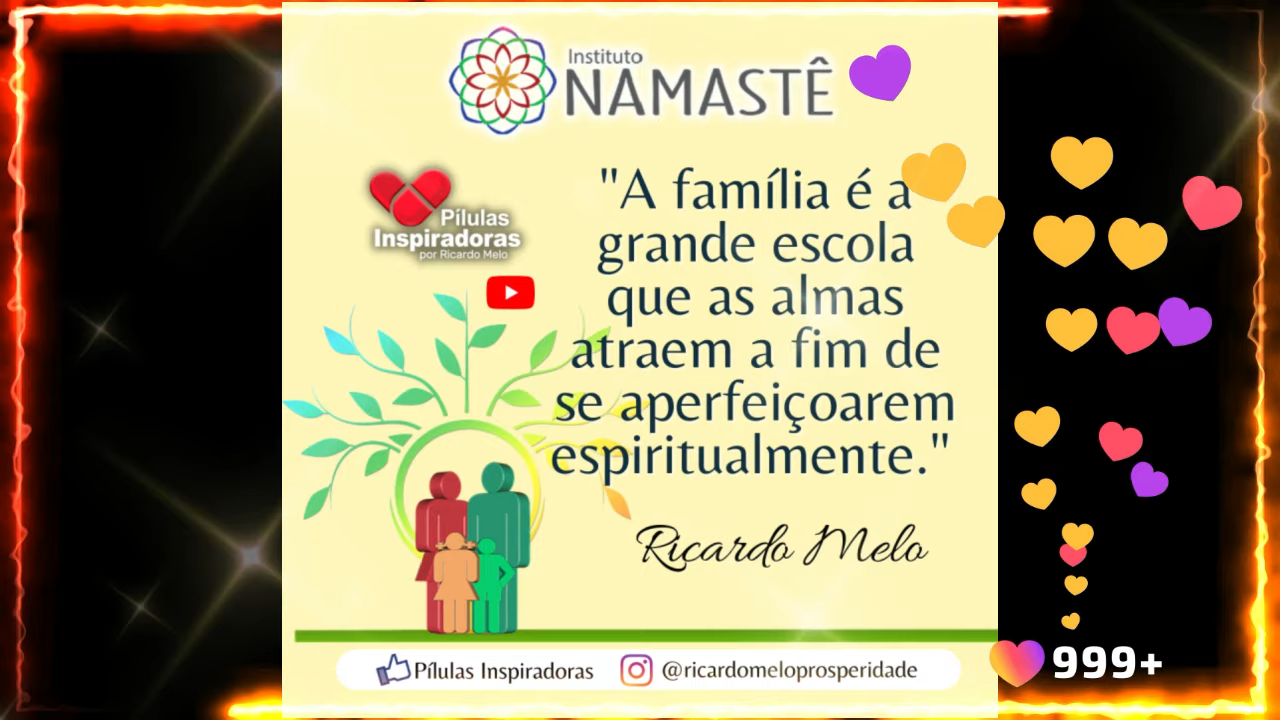 Instituto
NAMASTÊ
Pílulas
Inspiradoras
por Ricardo Melo
"A família é a
grande escola
que as almas
atraem a fim de
se aperfeiçoarem
espiritualmente."
Ricardo Melo
Pílulas Inspiradoras @ricardomeloprosperidade
999+